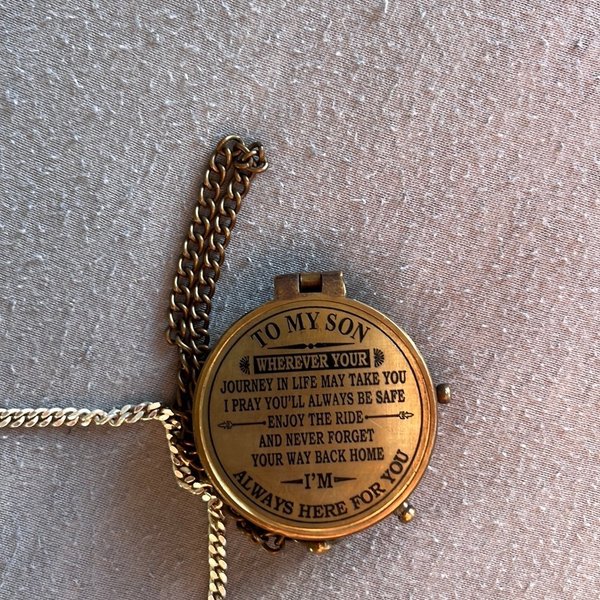 TO MY SON
WHEREVER YOUR
JOURNEY IN LIFE MAY TAKE YOU
I PRAY YOU'LL ALWAYS BE SAFE
ENJOY THE RIDE
AND NEVER FORGET
YOUR WAY BACK HOME
I'M
ALWAYS HERE FOR YOU